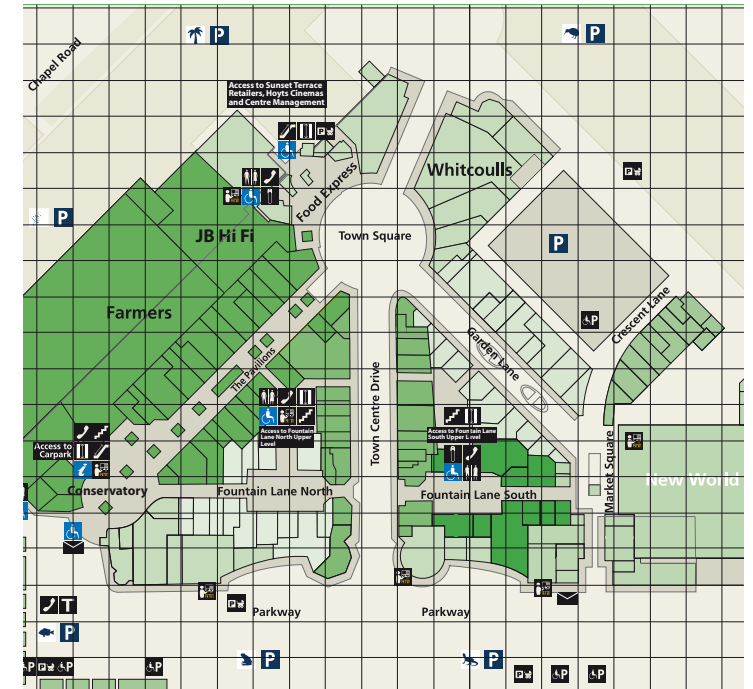 Chapel Road
P
P
Access to Sunset Terrace
Retailers, Hoyts Cinemas
and Centre Management
P
Whitcoulls
P
Food Express
P
JB Hi Fi
Town Square
P
Farmers
Crescent Lane
P
Garden Lane
The Pavilions
Town Centre Drive
Access to Fountain
Lane North Upper
Level
Access to Fountain Lane
South Upper Level
Access to
Carpark
Market Square
New World
Conservatory
Fountain Lane North
Fountain Lane South
T
P
P
Parkway
Parkway
P
P
P
P
P
P
P
P
P